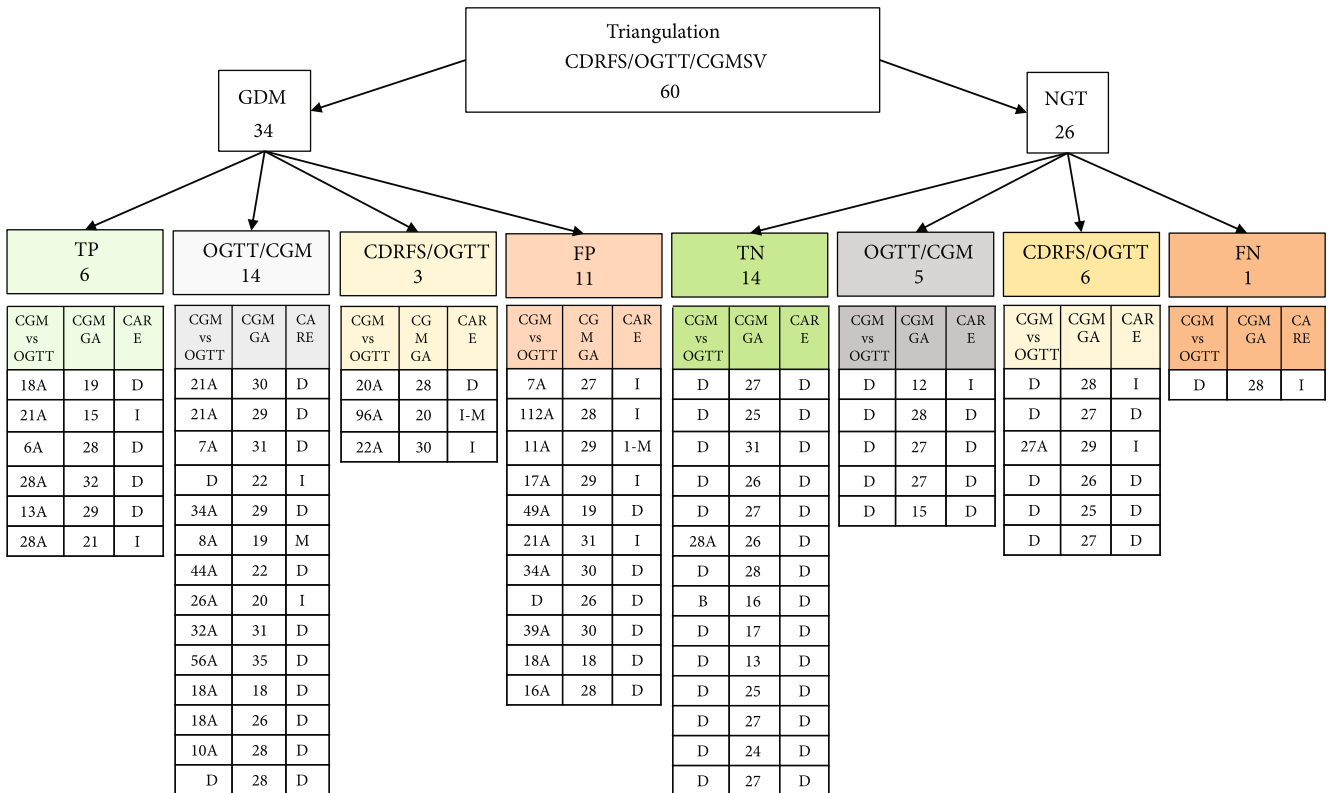 Triangulation
CDRFS/OGTT/CGMSV
60
GDM
34
NGT
26
TP
6
OGTT/CGM
14
CDRFS/OGTT
3
FP
11
TN
14
OGTT/CGM
5
CDRFS/OGTT
6
FN
1
CGM vs OGTT CGM GA CAR E
18A 19 D
21A 15 I
6A 28 D
28A 32 D
13A 29 D
28A 21 I
CGM vs OGTT CGM GA CA RE
21A 30 D
21A 29 D
7A 31 D
D 22 I
34A 29 D
8A 19 M
44A 22 D
26A 20 I
32A 31 D
56A 35 D
18A 18 D
18A 26 D
10A 28 D
D 28 D
CGM vs OGTT CG M GA CAR E
20A 28 D
96A 20 I-M
22A 30 I
CGM vs OGTT CG M GA CAR E
7A 27 I
112A 28 I
11A 29 1-M
17A 29 I
49A 19 D
21A 31 I
34A 30 D
D 26 D
39A 30 D
18A 18 D
16A 28 D
CGM vs OGTT CGM GA CAR E
D 27 D
D 25 D
D 31 D
D 26 D
D 27 D
28A 26 D
D 28 D
B 16 D
D 17 D
D 13 D
D 25 D
D 27 D
D 24 D
D 27 D
CGM vs OGTT CGM GA CAR E
D 12 I
D 28 D
D 27 D
D 27 D
D 15 D
CGM vs OGTT CGM GA CAR E
D 28 I
D 27 D
27A 29 I
D 26 D
D 25 D
D 27 D
CGM vs OGTT CGM GA CA RE
D 28 I